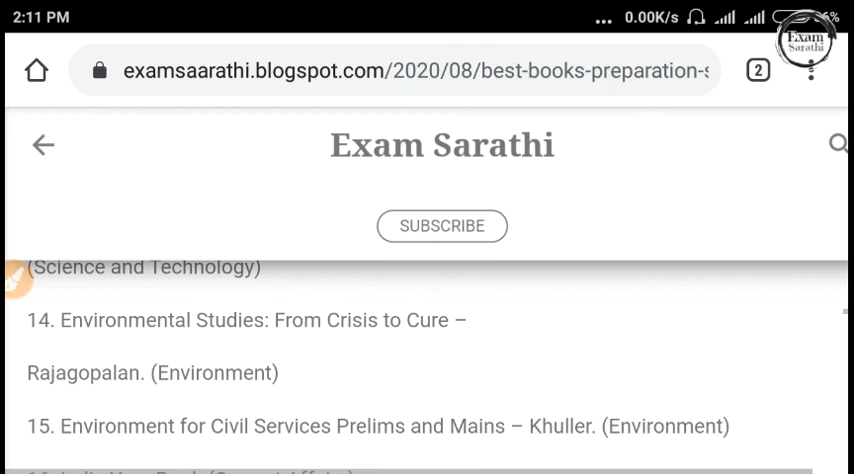 2:11 PM
... 0.00K/s
Exam
Sarathi
examsaarathi.blogspot.com/2020/08/best-books-preparation-s
2
Exam Sarathi
SUBSCRIBE
(Science and Technology)
14. Environmental Studies: From Crisis to Cure –
Rajagopalan. (Environment)
15. Environment for Civil Services Prelims and Mains – Khuller. (Environment)